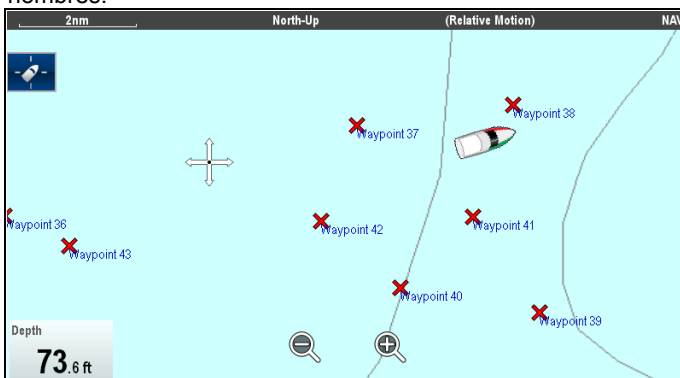 2nm North-Up (Relative Motion) NAV
Waypoint 38
Waypoint 37
Waypoint 36
Waypoint 42
Waypoint 41
Waypoint 43
Waypoint 40
Waypoint 39
Depth
73.6 ft